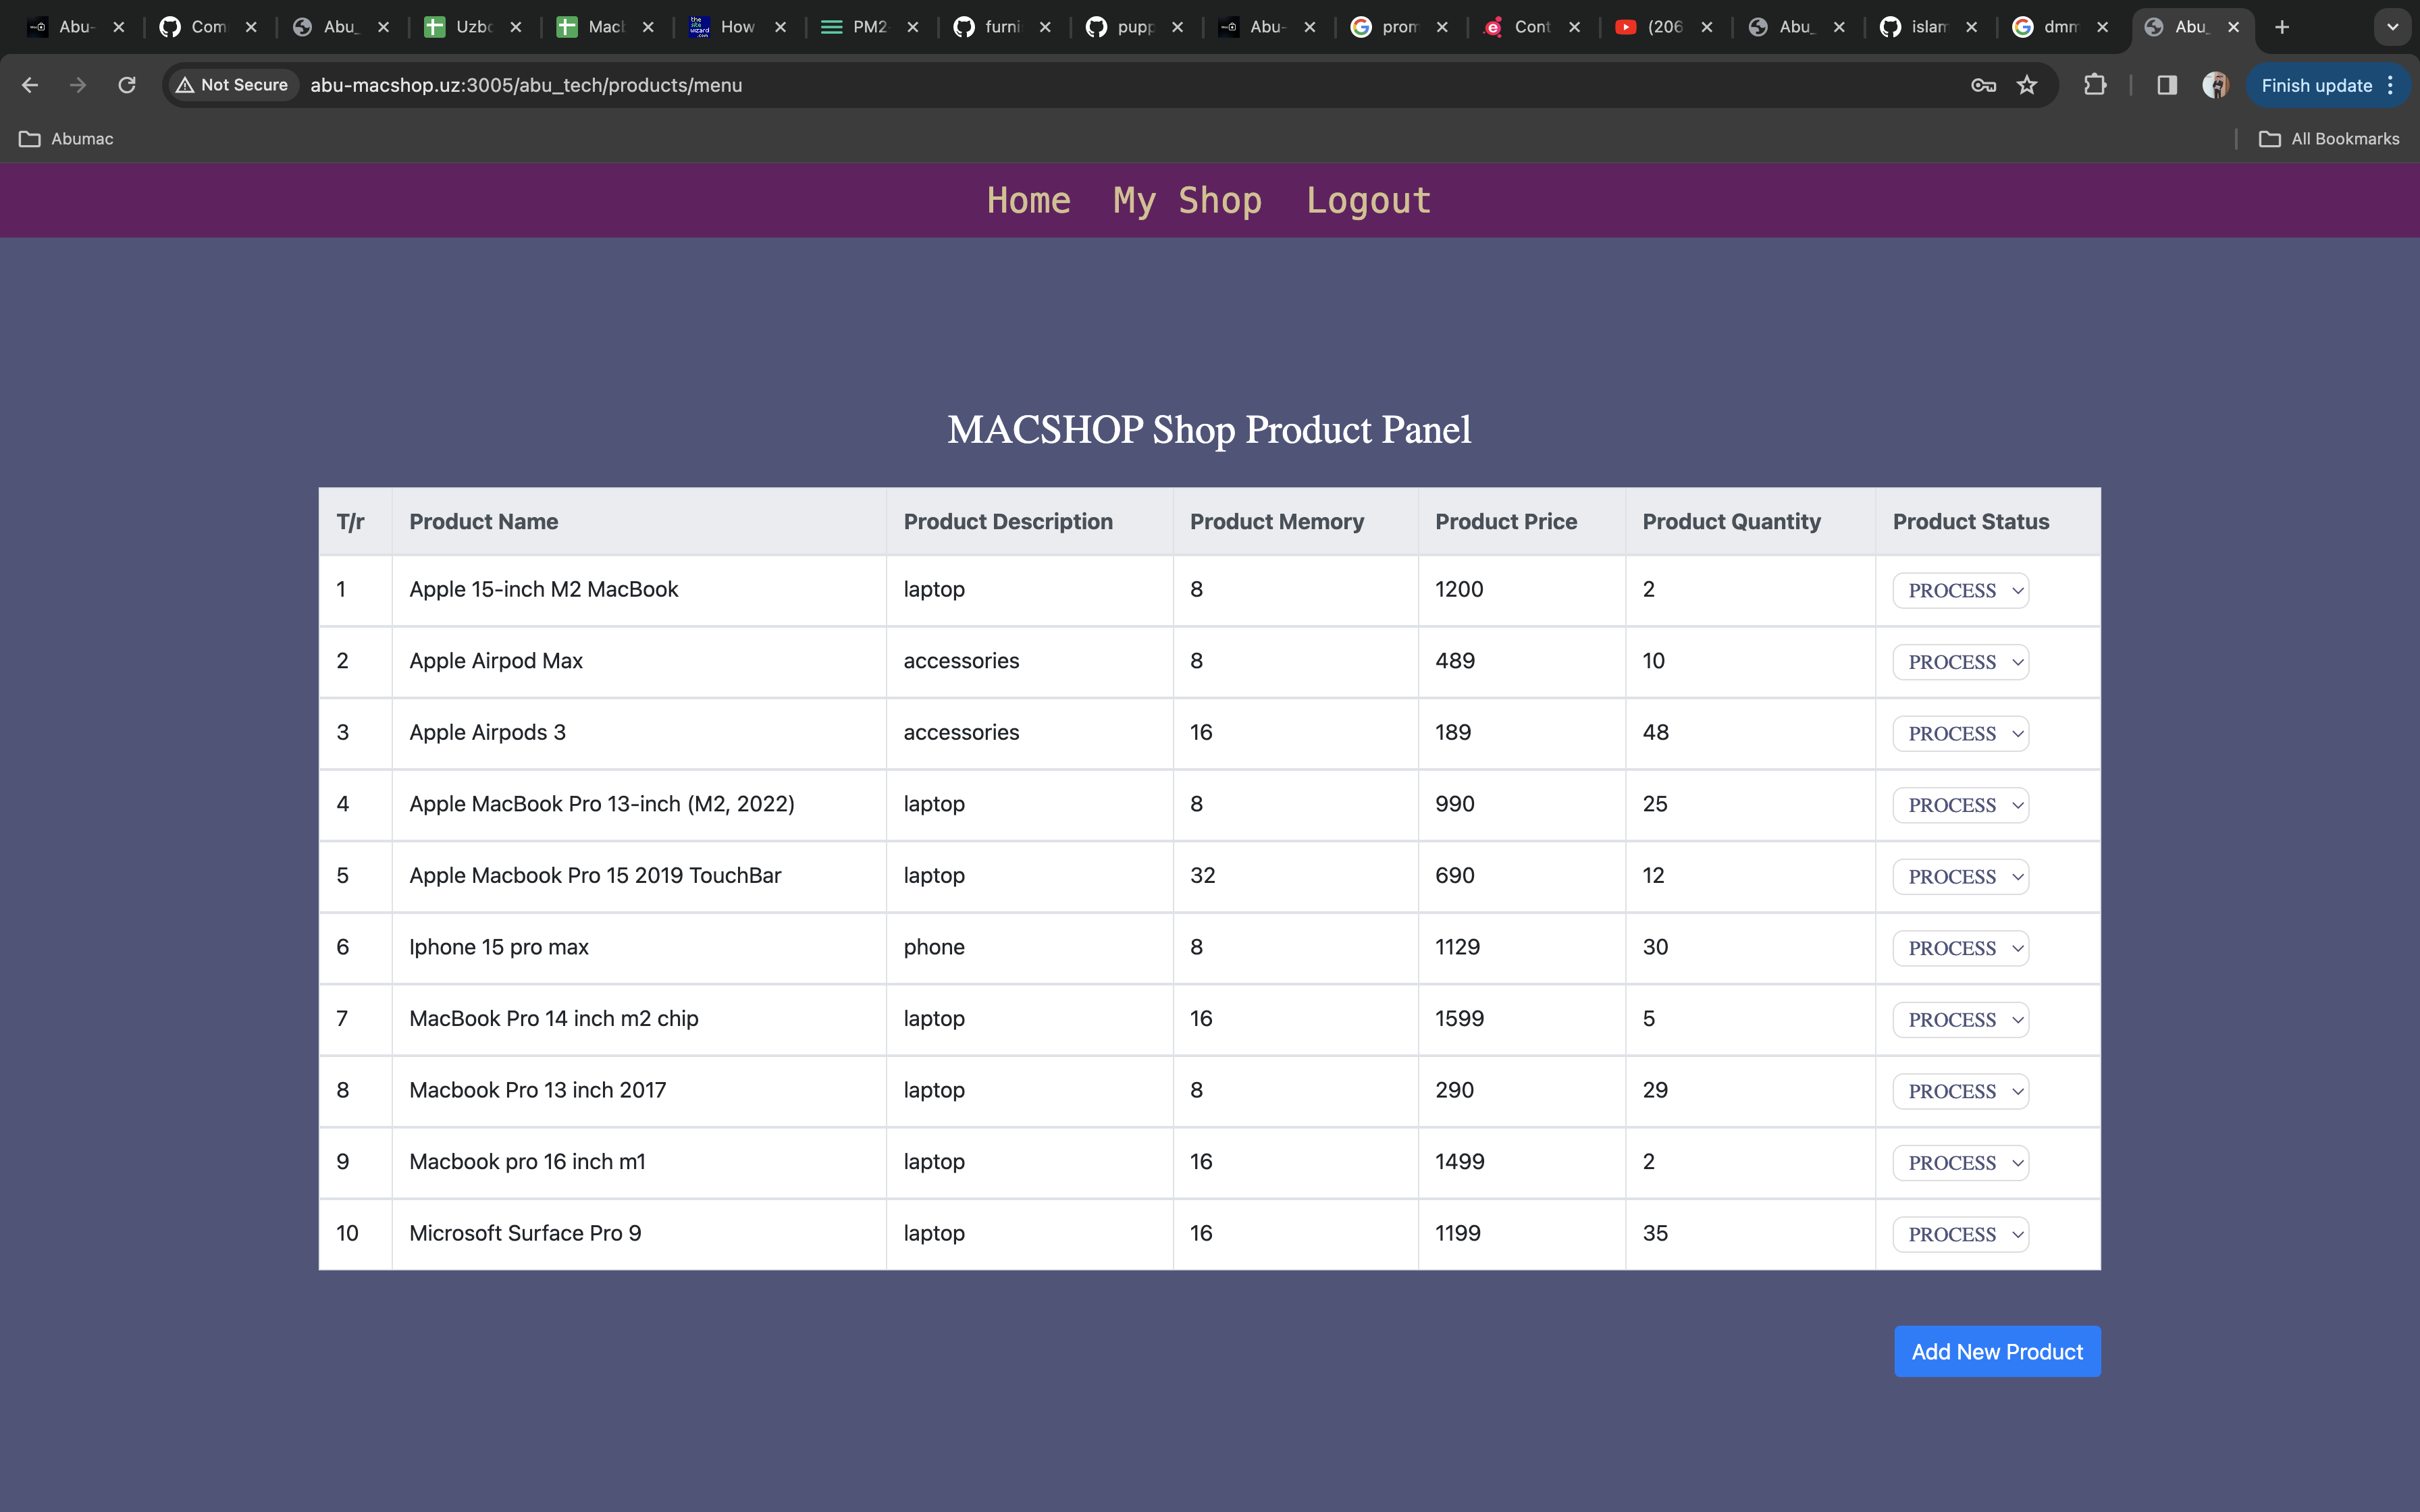 Abu- Com Abu_ Uzbc Mact How PM2 furni pupp Abu- prom Cont (206 Abu_ islam dmm Abu_
Not Secure abu-macshop.uz:3005/abu_tech/products/menu Finish update
Abumac All Bookmarks
Home My Shop Logout
MACSHOP Shop Product Panel
T/r Product Name Product Description Product Memory Product Price Product Quantity Product Status
1 Apple 15-inch M2 MacBook laptop 8 1200 2 PROCESS
2 Apple Airpod Max accessories 8 489 10 PROCESS
3 Apple Airpods 3 accessories 16 189 48 PROCESS
4 Apple MacBook Pro 13-inch (M2, 2022) laptop 8 990 25 PROCESS
5 Apple Macbook Pro 15 2019 TouchBar laptop 32 690 12 PROCESS
6 Iphone 15 pro max phone 8 1129 30 PROCESS
7 MacBook Pro 14 inch m2 chip laptop 16 1599 5 PROCESS
8 Macbook Pro 13 inch 2017 laptop 8 290 29 PROCESS
9 Macbook pro 16 inch m1 laptop 16 1499 2 PROCESS
10 Microsoft Surface Pro 9 laptop 16 1199 35 PROCESS
Add New Product